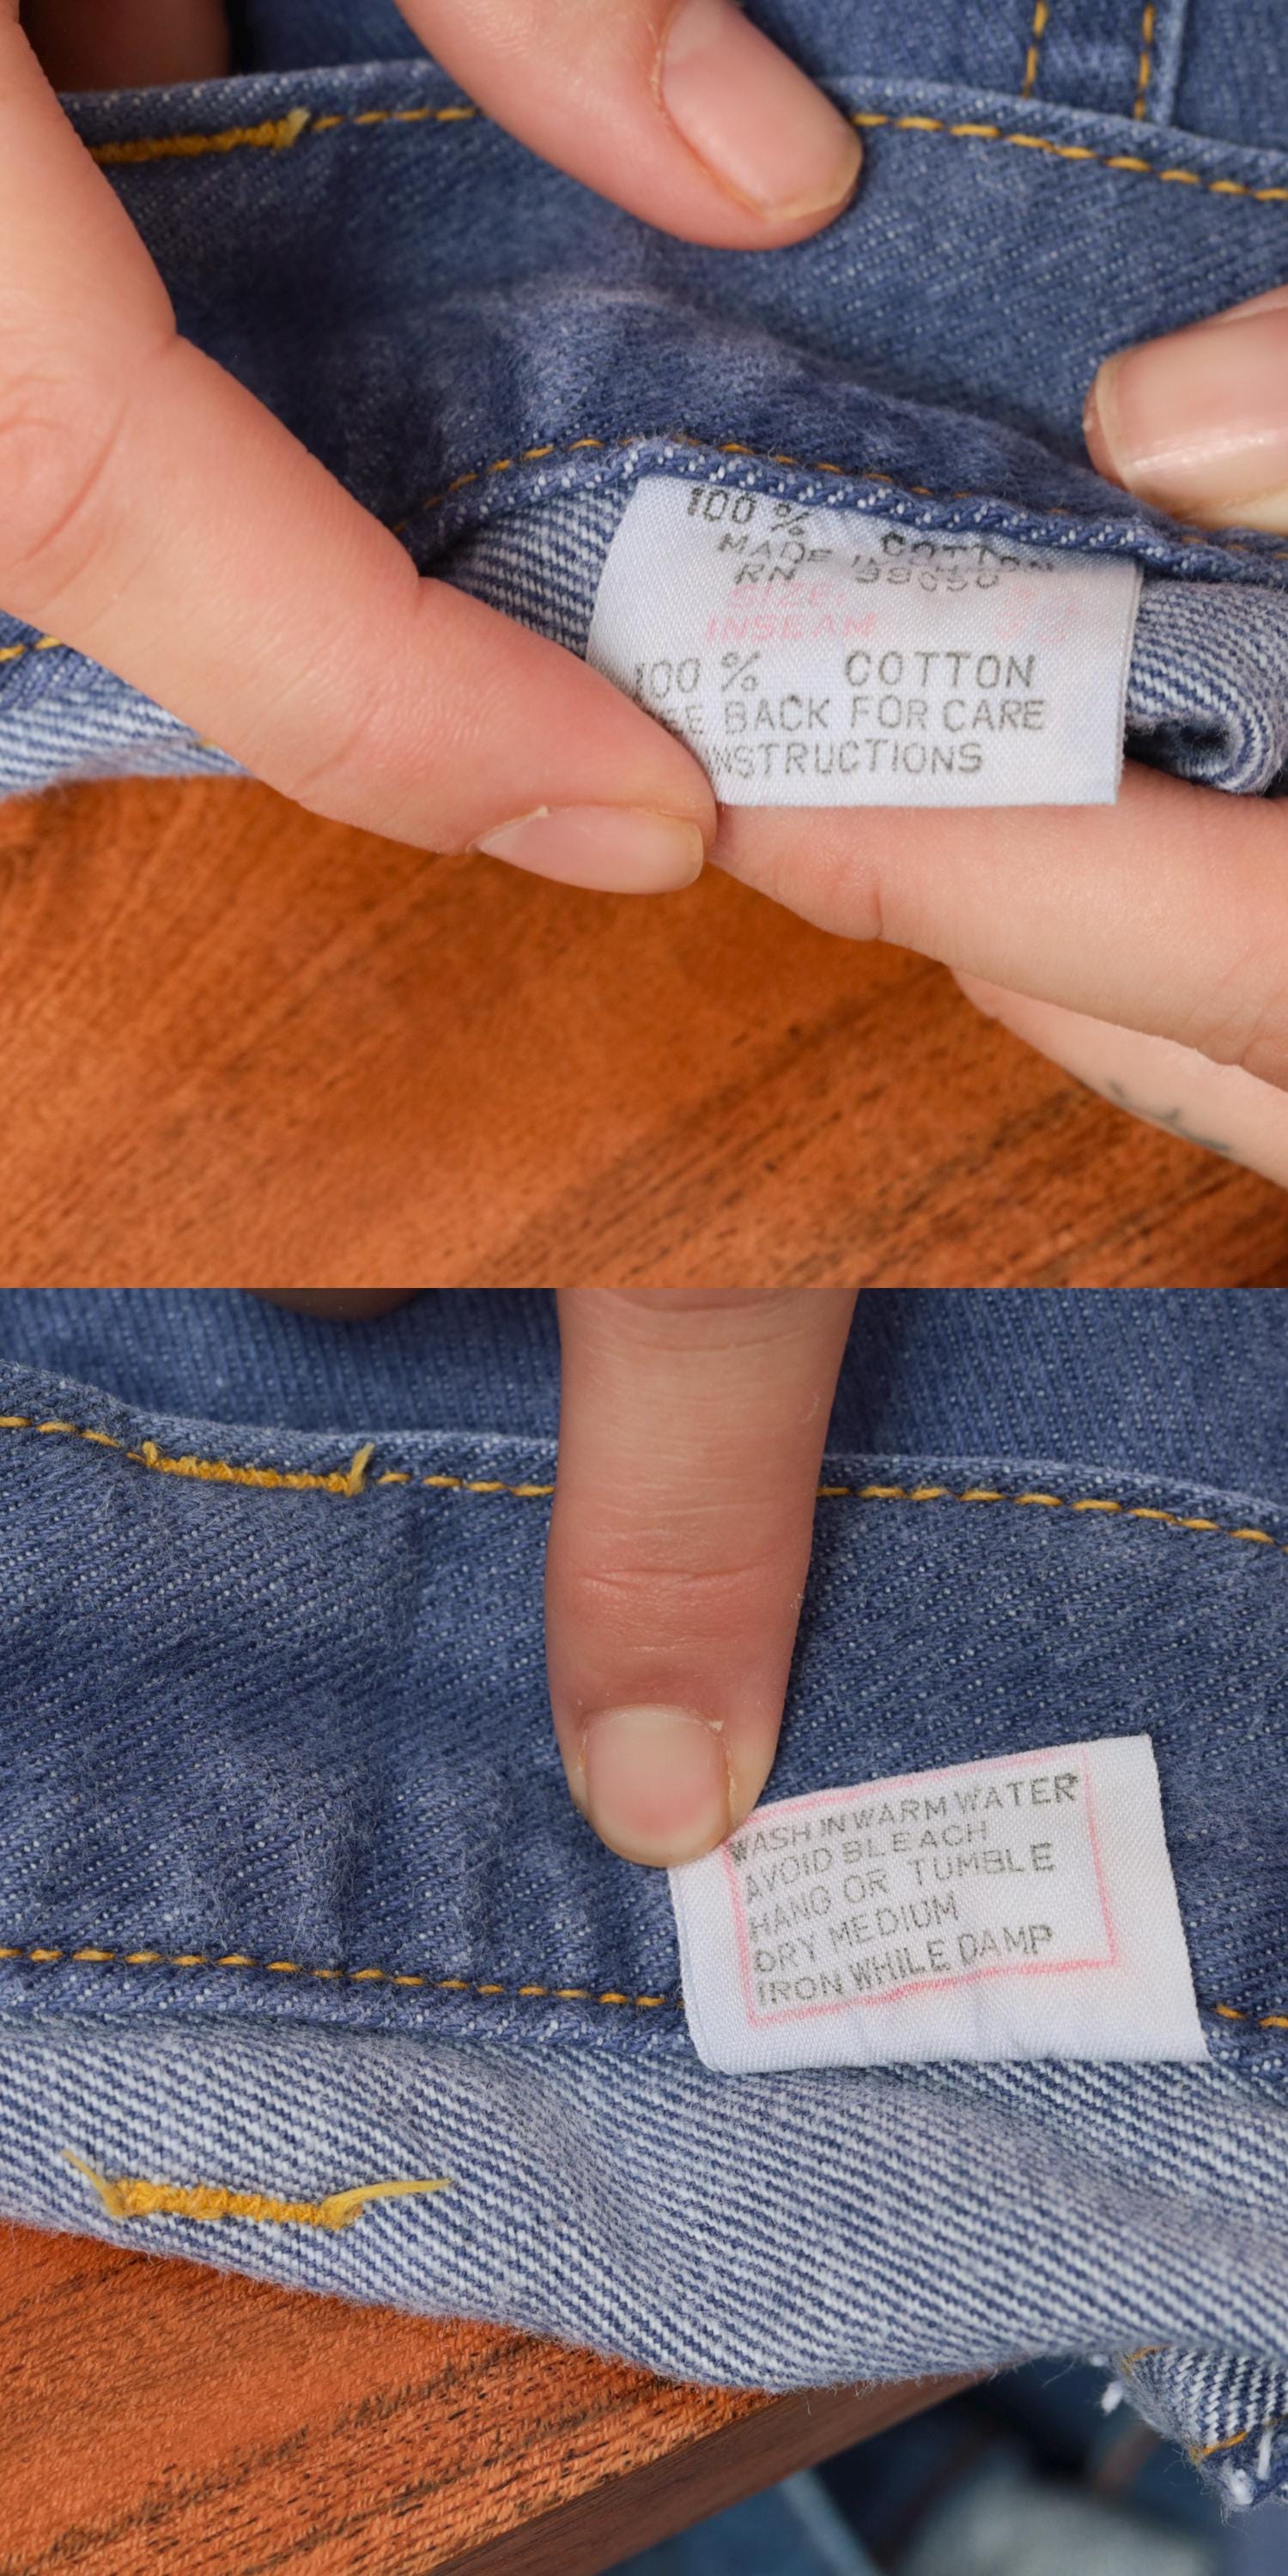 100 % COTTON
MADE
RN
SIZE:
INSEAM
100 % COTTON
BACK FOR CARE
INSTRUCTIONS
WASH IN WARM WATER
AVOID BLEACH
HANG OR TUMBLE
DRY MEDIUM
IRON WHILE DAMP